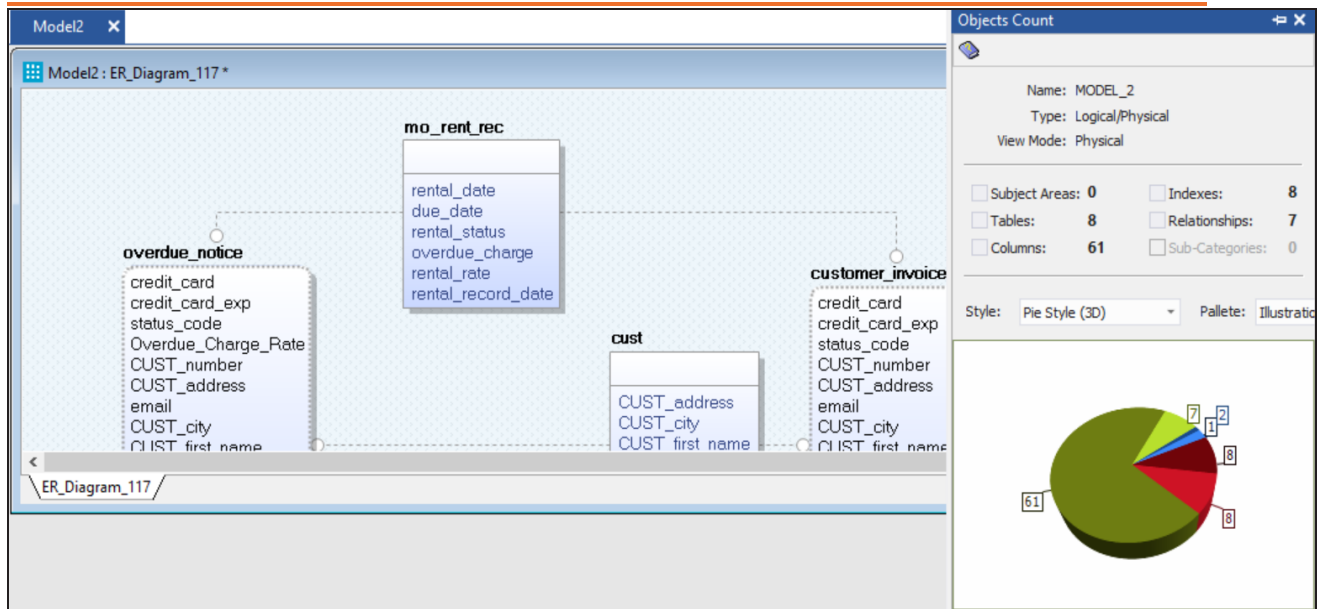 Model2
Model2 : ER_Diagram_117 *
mo_rent_rec
rental_date
due_date
rental_status
overdue_charge
rental_rate
rental_record_date
overdue_notice
credit_card
credit_card_exp
status_code
Overdue_Charge_Rate
CUST_number
CUST_address
email
CUST_city
CUST_first_name
cust
CUST_address
CUST_city
CUST_first_name
customer_invoice
credit_card
credit_card_exp
status_code
CUST_number
CUST_address
email
CUST_city
CUST_first_name
ER_Diagram_117
Objects Count
Name: MODEL_2
Type: Logical/Physical
View Mode: Physical
Subject Areas: 0 Indexes: 8
Tables: 8 Relationships: 7
Columns: 61 Sub-Categories: 0
Style: Pie Style (3D) Pallete:
7
2
1
8
61
8